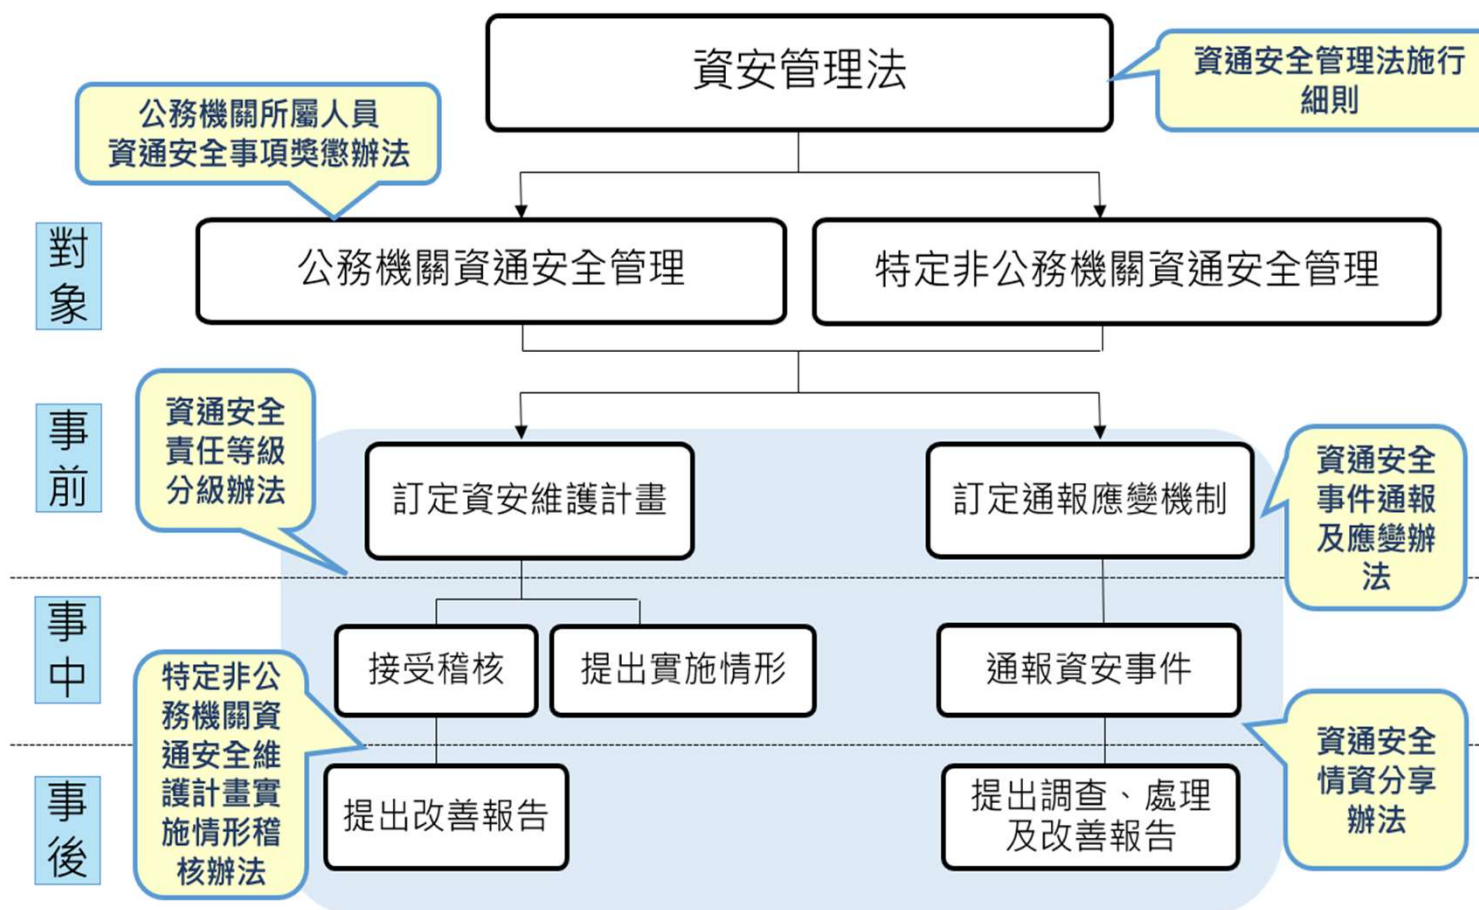 資安管理法
資通安全管理法施行
細則
公務機關所屬人員
資通安全事項獎懲辦法
對
象
公務機關資通安全管理
特定非公務機關資通安全管理
事
前
資通安全
責任等級
分級辦法
訂定資安維護計畫
訂定通報應變機制
資通安全
事件通報
及應變辦
法
事
中
接受稽核
提出實施情形
通報資安事件
特定非公
務機關資
通安全維
護計畫實
施情形稽
核辦法
資通安全
情資分享
辦法
事
後
提出改善報告
提出調查、處理
及改善報告